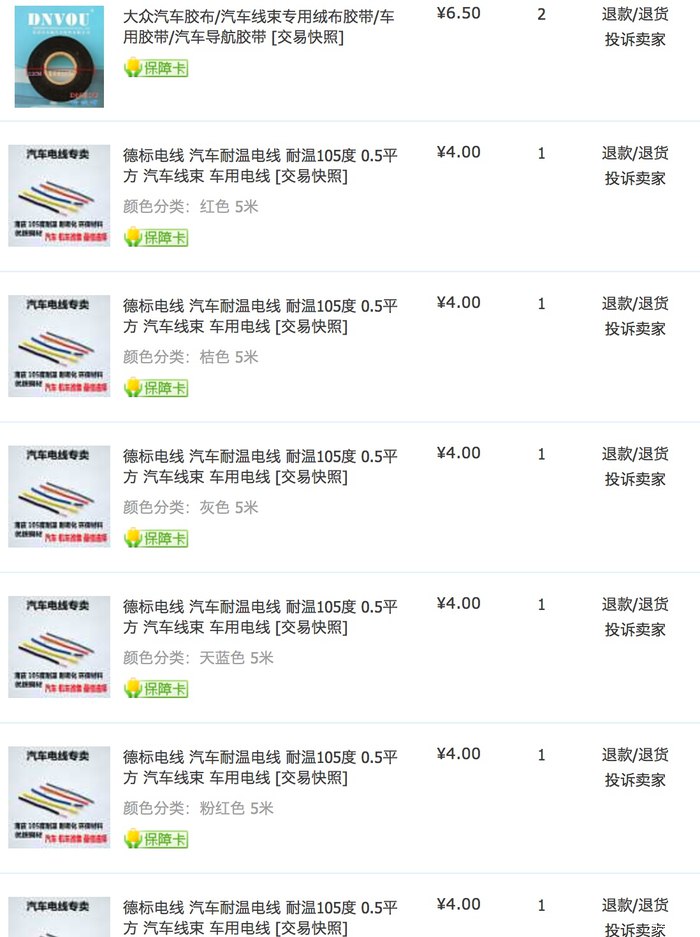 DNVOU
大众汽车胶布/汽车线束专用绒布胶带/车
用胶带/汽车导航胶带 [交易快照]
保障卡
¥6.50
2
退款/退货
投诉卖家
汽车电线专卖
德标电线 汽车耐温电线 耐温105度 0.5平
方 汽车线束 车用电线 [交易快照]
颜色分类：红色 5米
保障卡
¥4.00
1
退款/退货
投诉卖家
汽车电线专卖
德标电线 汽车耐温电线 耐温105度 0.5平
方 汽车线束 车用电线 [交易快照]
颜色分类：桔色 5米
保障卡
¥4.00
1
退款/退货
投诉卖家
汽车电线专卖
德标电线 汽车耐温电线 耐温105度 0.5平
方 汽车线束 车用电线 [交易快照]
颜色分类：灰色 5米
保障卡
¥4.00
1
退款/退货
投诉卖家
汽车电线专卖
德标电线 汽车耐温电线 耐温105度 0.5平
方 汽车线束 车用电线 [交易快照]
颜色分类：天蓝色 5米
保障卡
¥4.00
1
退款/退货
投诉卖家
汽车电线专卖
德标电线 汽车耐温电线 耐温105度 0.5平
方 汽车线束 车用电线 [交易快照]
颜色分类：粉红色 5米
保障卡
¥4.00
1
退款/退货
投诉卖家
汽车电线专卖
德标电线 汽车耐温电线 耐温105度 0.5平
方 汽车线束 车用电线 [交易快照]
¥4.00
1
退款/退货
投诉卖家